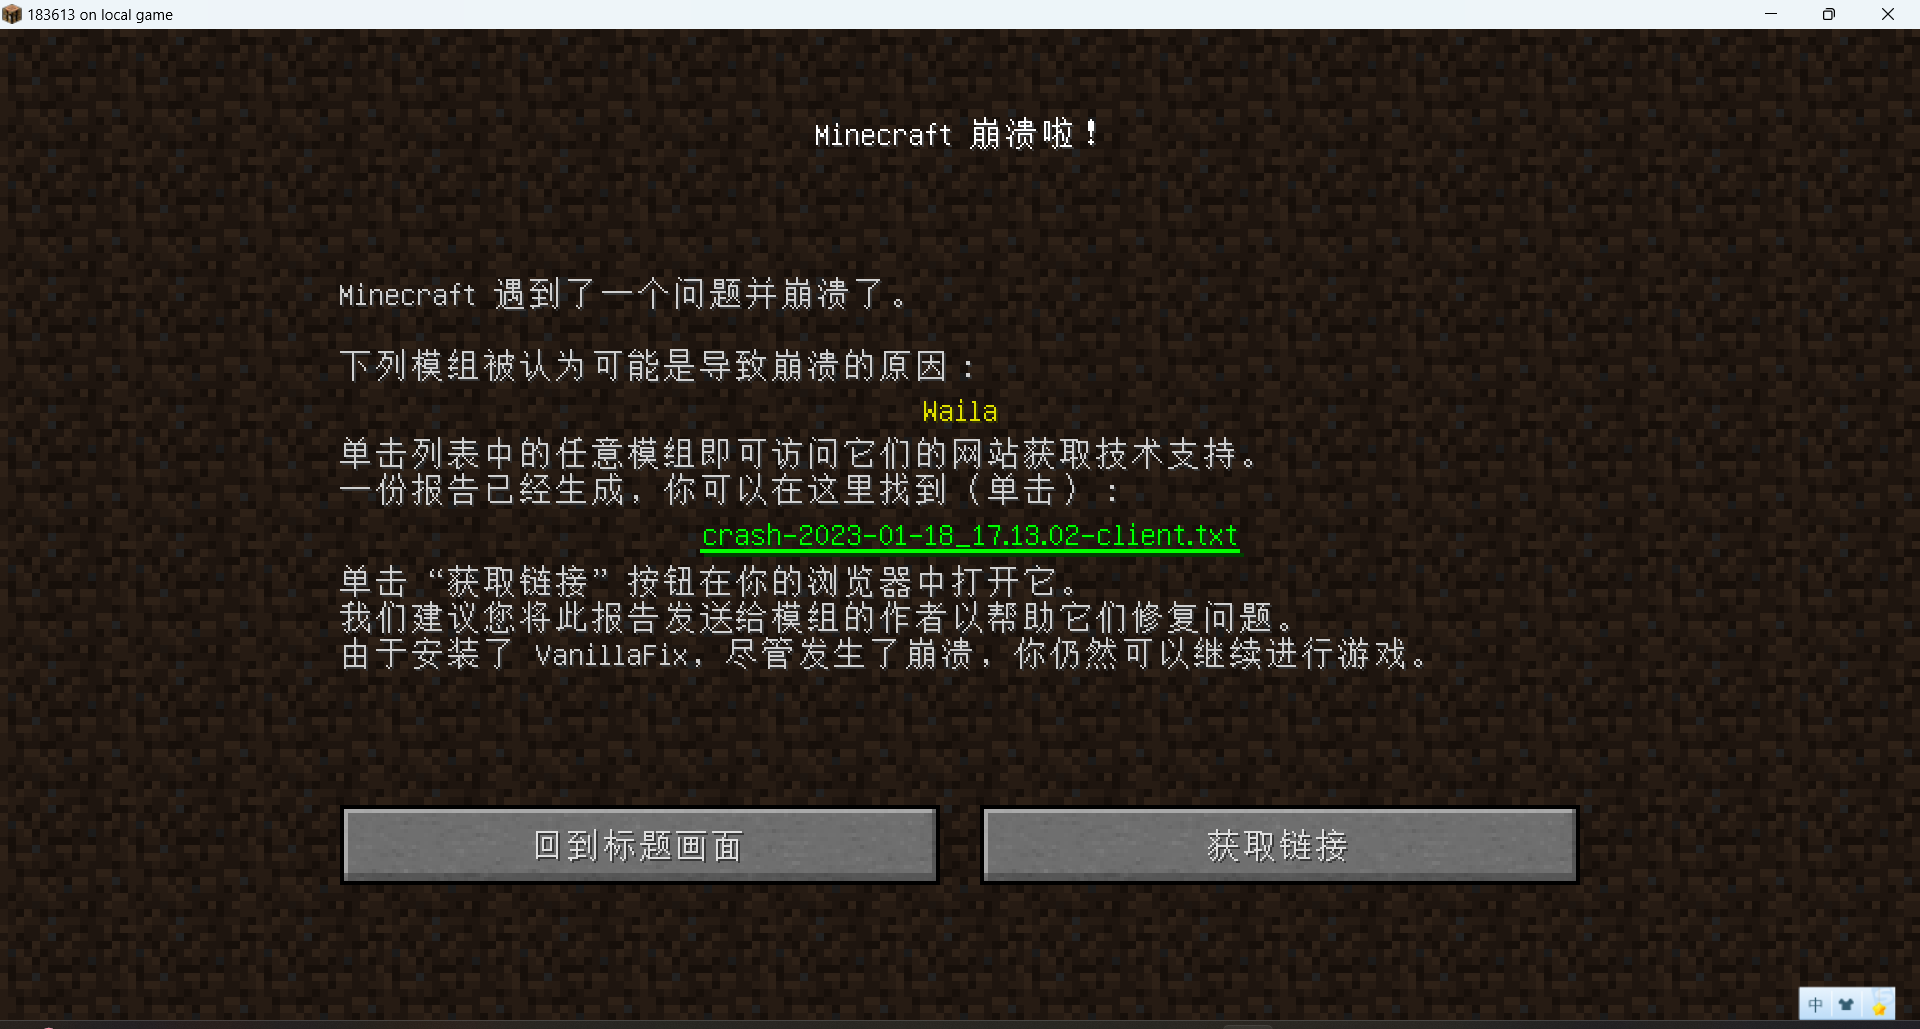 183613 on local game
Minecraft 崩溃啦！
Minecraft 遇到了一个问题并崩溃了。
下列模组被认为可能是导致崩溃的原因：
Waila
单击列表中的任意模组即可访问它们的网站获取技术支持。
一份报告已经生成，你可以在这里找到（单击）：
crash-2023-01-18_17.13.02-client.txt
单击“获取链接”按钮在你的浏览器中打开它。
我们建议您将此报告发送给模组的作者以帮助它们修复问题。
由于安装了 VanillaFix，尽管发生了崩溃，你仍然可以继续进行游戏。
回到标题画面
获取链接
中